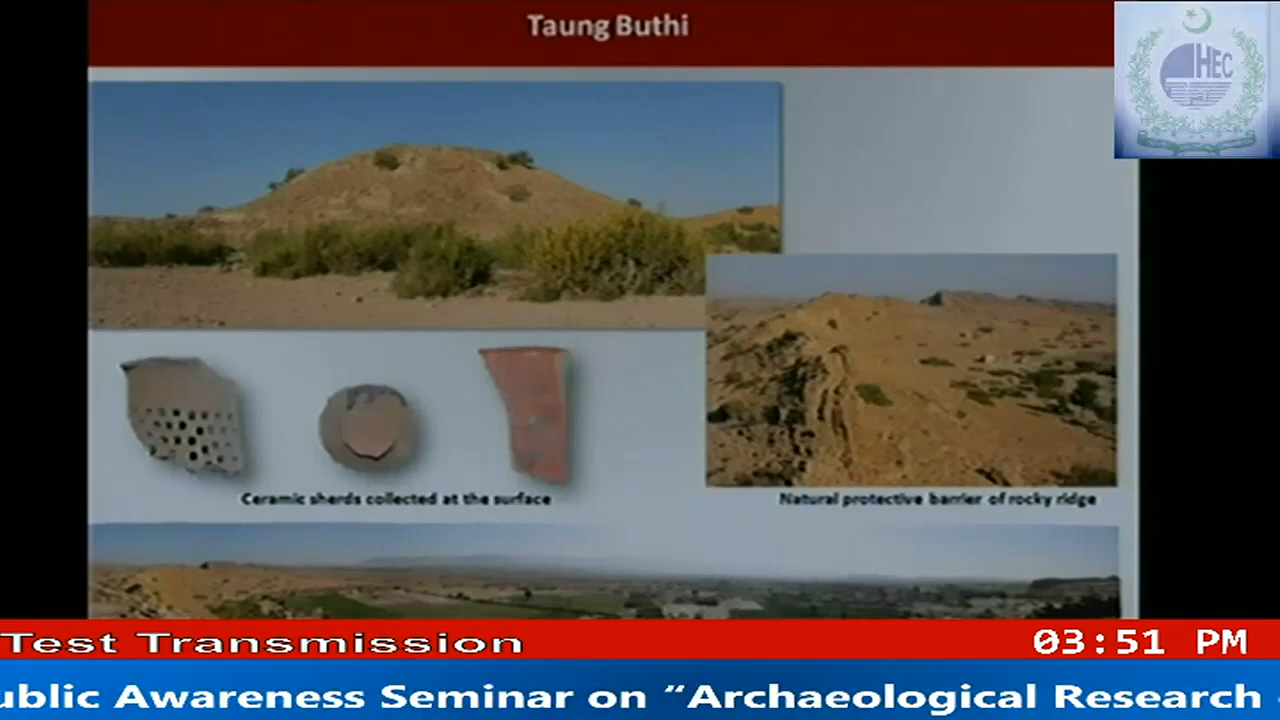 Taung Buthi
HEC
Ceramic sherds collected at the surface
Natural protective barrier of rocky ridge
Test Transmission
03:51 PM
ublic Awareness Seminar on “Archaeological Research